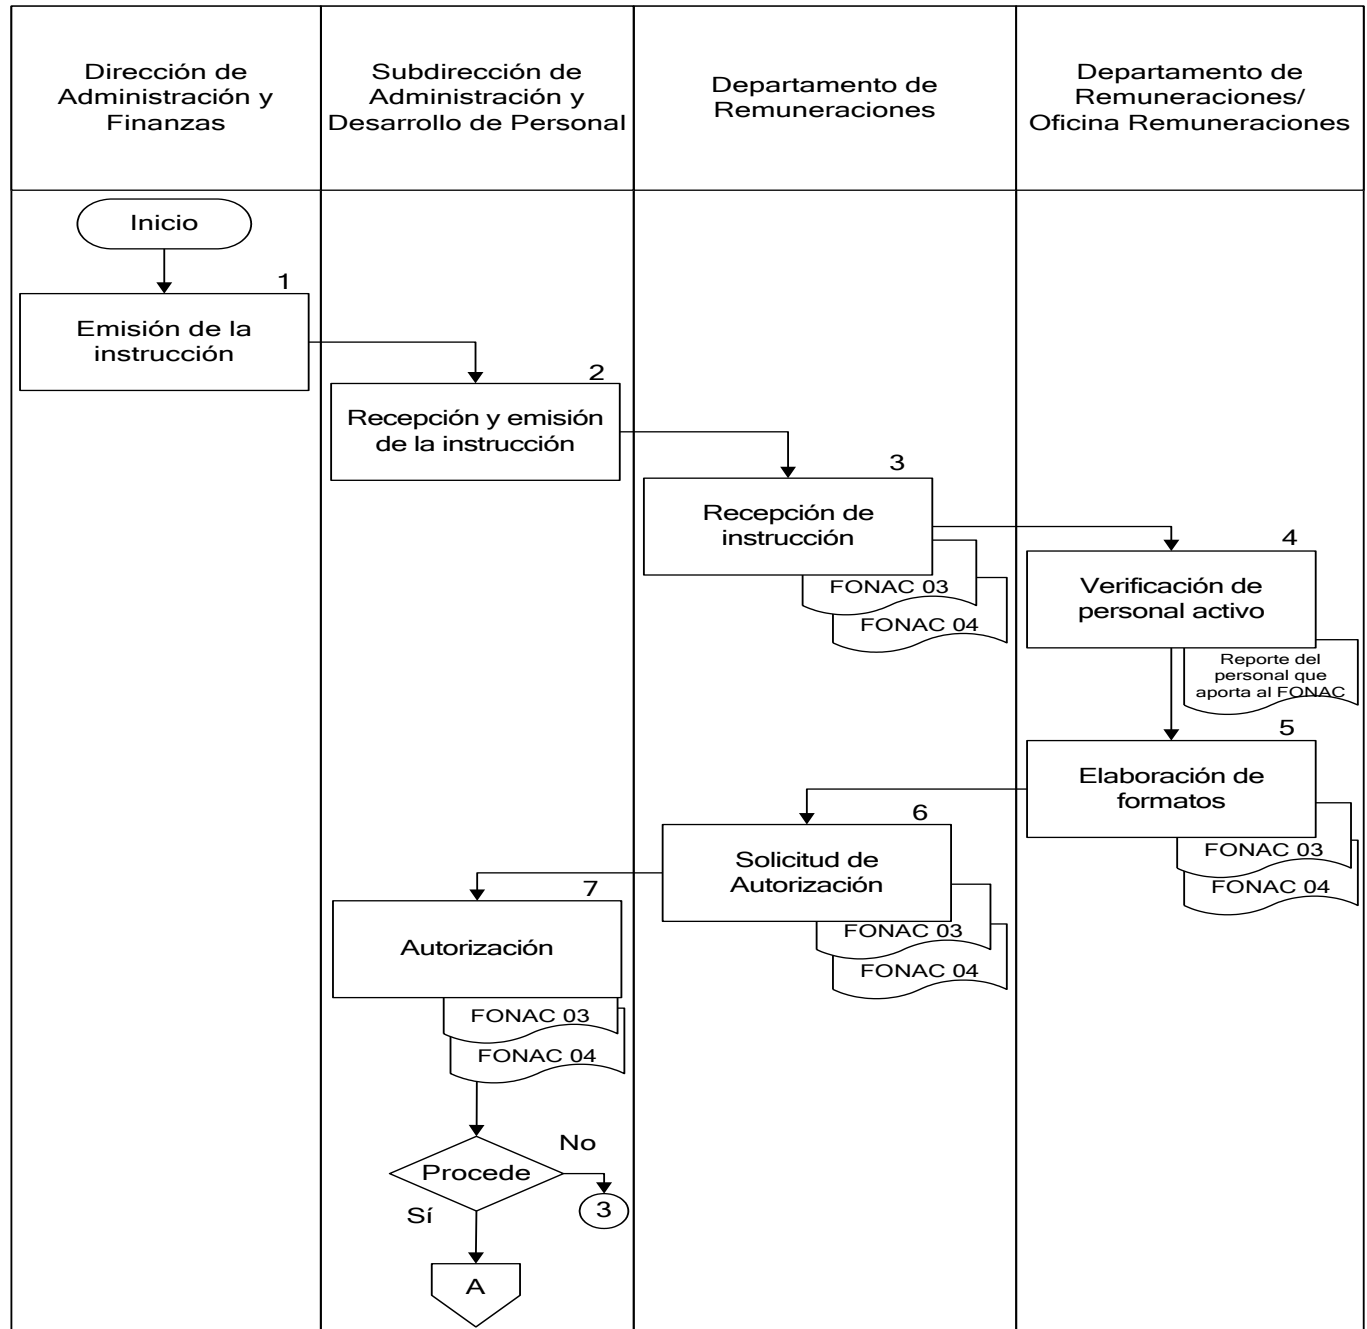 Dirección de
Administración y
Finanzas
Subdirección de
Administración y
Desarrollo de Personal
Departamento de
Remuneraciones
Departamento de
Remuneraciones/
Oficina Remuneraciones
Inicio
1
Emisión de la
instrucción
2
Recepción y emisión
de la instrucción
3
Recepción de
instrucción
FONAC 03
FONAC 04
4
Verificación de
personal activo
Reporte del
personal que
aporta al FONAC
5
Elaboración de
formatos
FONAC 03
FONAC 04
6
Solicitud de
Autorización
FONAC 03
FONAC 04
7
Autorización
FONAC 03
FONAC 04
Procede
No
3
Sí
A